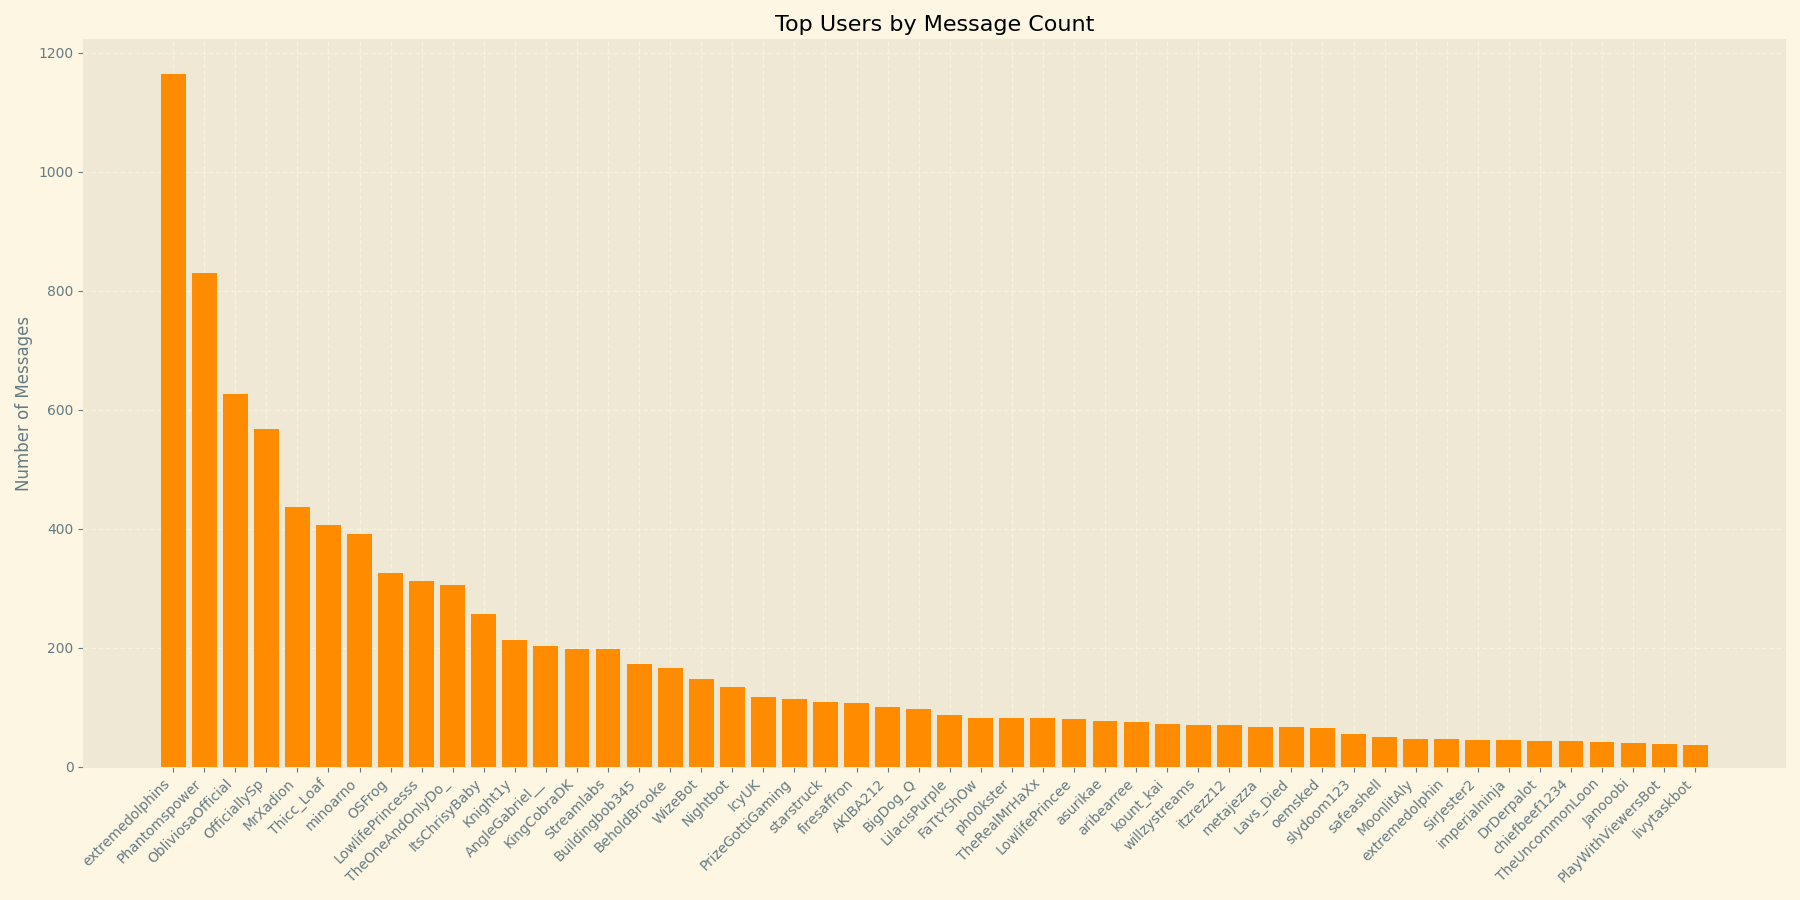 Top Users by Message Count
Number of Messages
1200
1000
800
600
400
200
0
extremedolphins
Phantomspower
ObliviosaOfficial
OfficiallySp
MrXadion
Thicc_Loaf
minoarno
OSFrog
LowlifePrincesss
TheOneAndOnlyDo_
ItsChrisyBaby
Knight1y
AngleGabriel__
KingCobraDK
Streamlabs
Buildingbob345
BeholdBrooke
WizeBot
Nightbot
IcyUK
PrizeGottiGaming
starstruck
firesaffron
AKIBA212
BigDog_Q
LilacIsPurple
FaTTYShOw
ph00kster
TheRealMrHaXx
LowlifePrincee
asurikae
aribearree
kount_kai
willzystreams
itzrezz12
metajezza
Lavs_Died
oemsked
slydoom123
safeashell
MoonlitAly
extremedolphin
SirJester2
imperialninja
DrDerpalot
chiefbeef1234
TheUncommonLoon
Janooobi
PlayWithViewersBot
livytaskbot